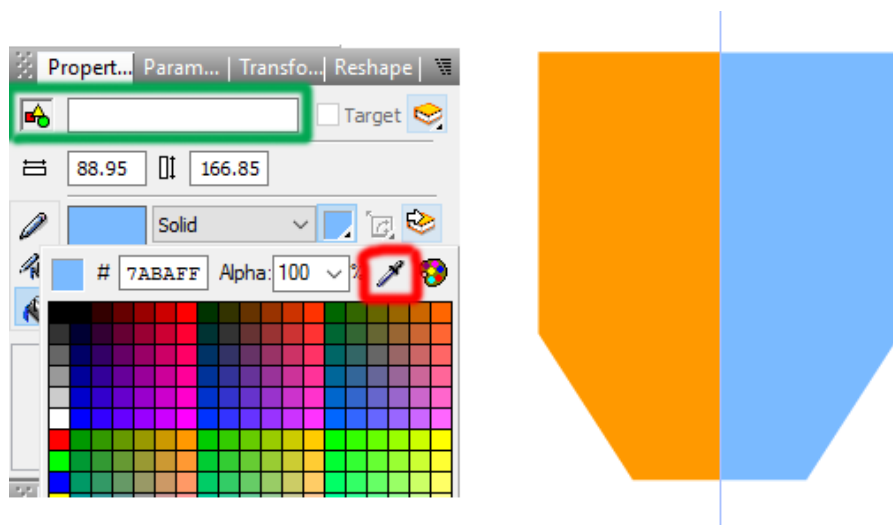 Propert... Param... | Transfo... | Reshape |
Target
88.95 166.85
Solid
# 7ABAFF Alpha: 100 %